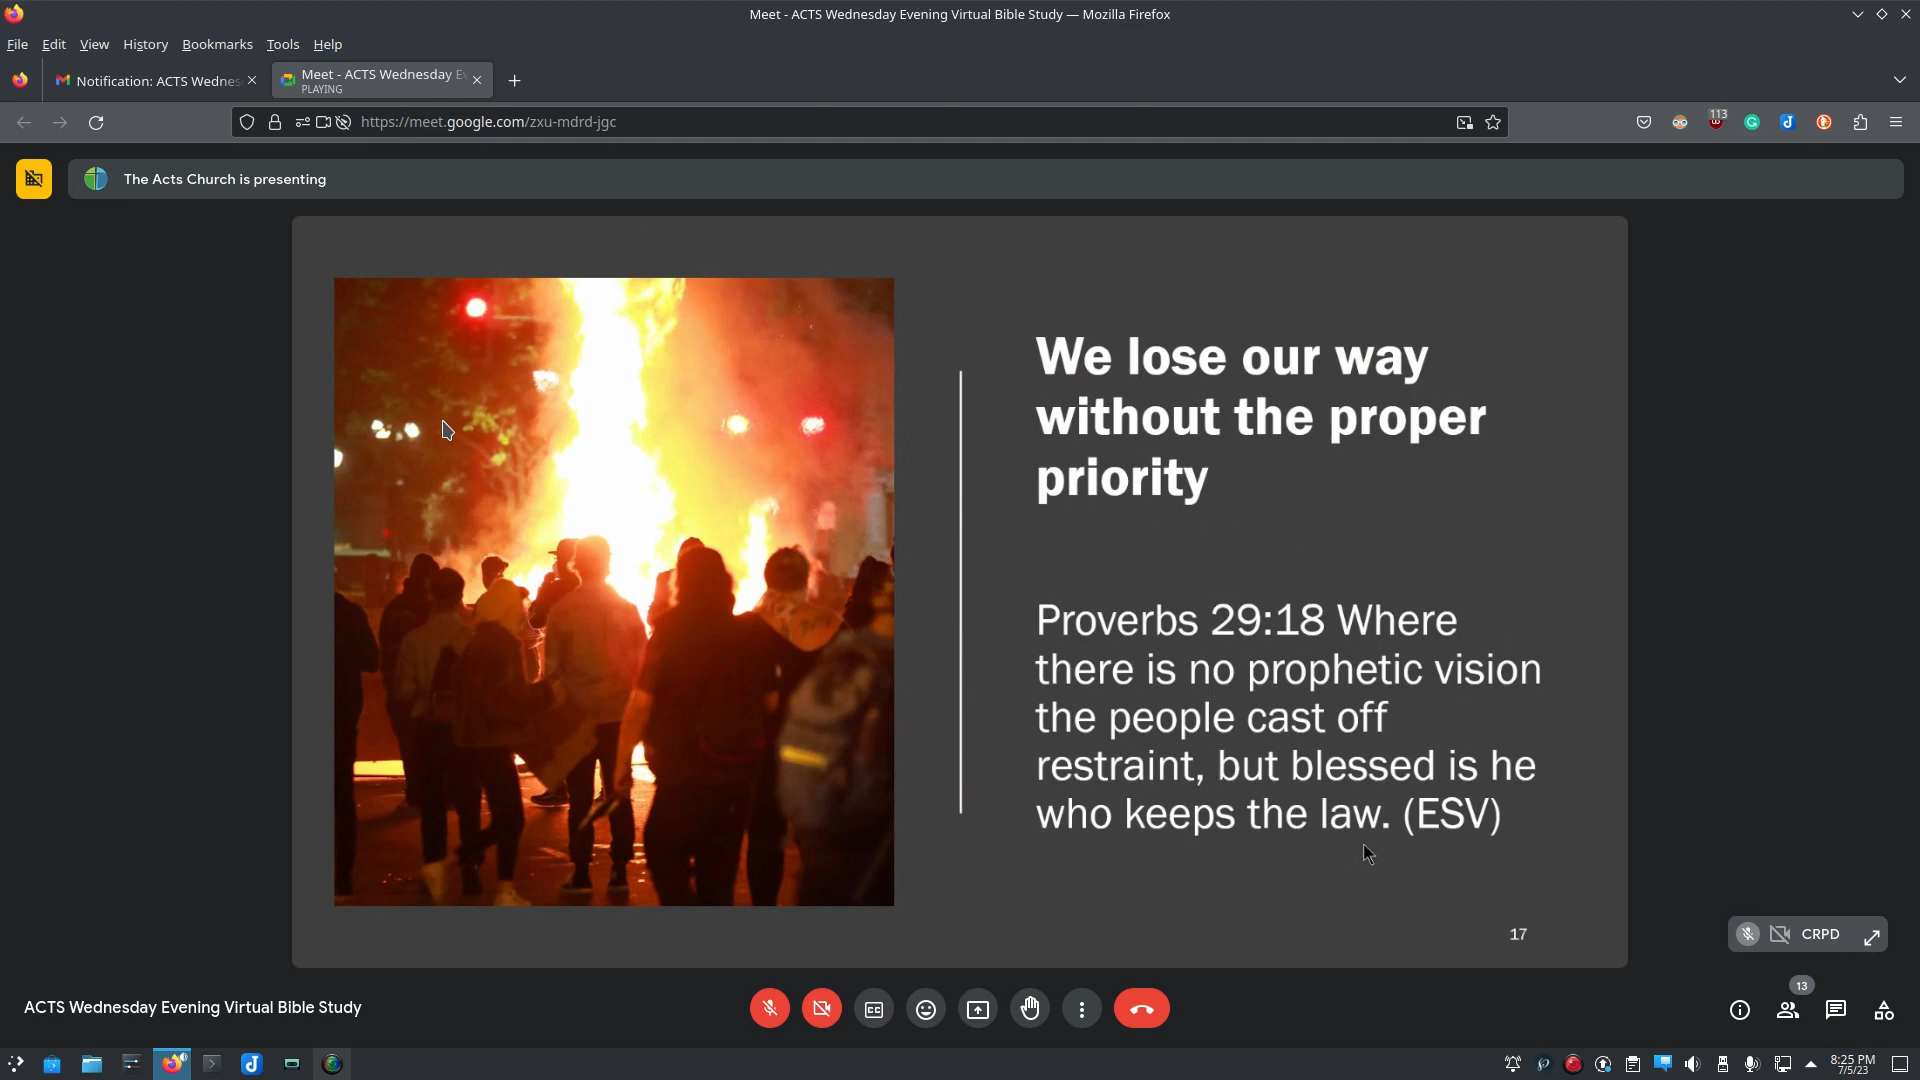 Meet - ACTS Wednesday Evening Virtual Bible Study — Mozilla Firefox
File Edit View History Bookmarks Tools Help
Notification: ACTS Wednes
Meet - ACTS Wednesday Ev
PLAYING
https://meet.google.com/zxu-mdrd-jgc
113
The Acts Church is presenting
We lose our way
without the proper
priority
Proverbs 29:18 Where
there is no prophetic vision
the people cast off
restraint, but blessed is he
who keeps the law. (ESV)
17
CRPD
ACTS Wednesday Evening Virtual Bible Study
13
8:25 PM
7/5/23